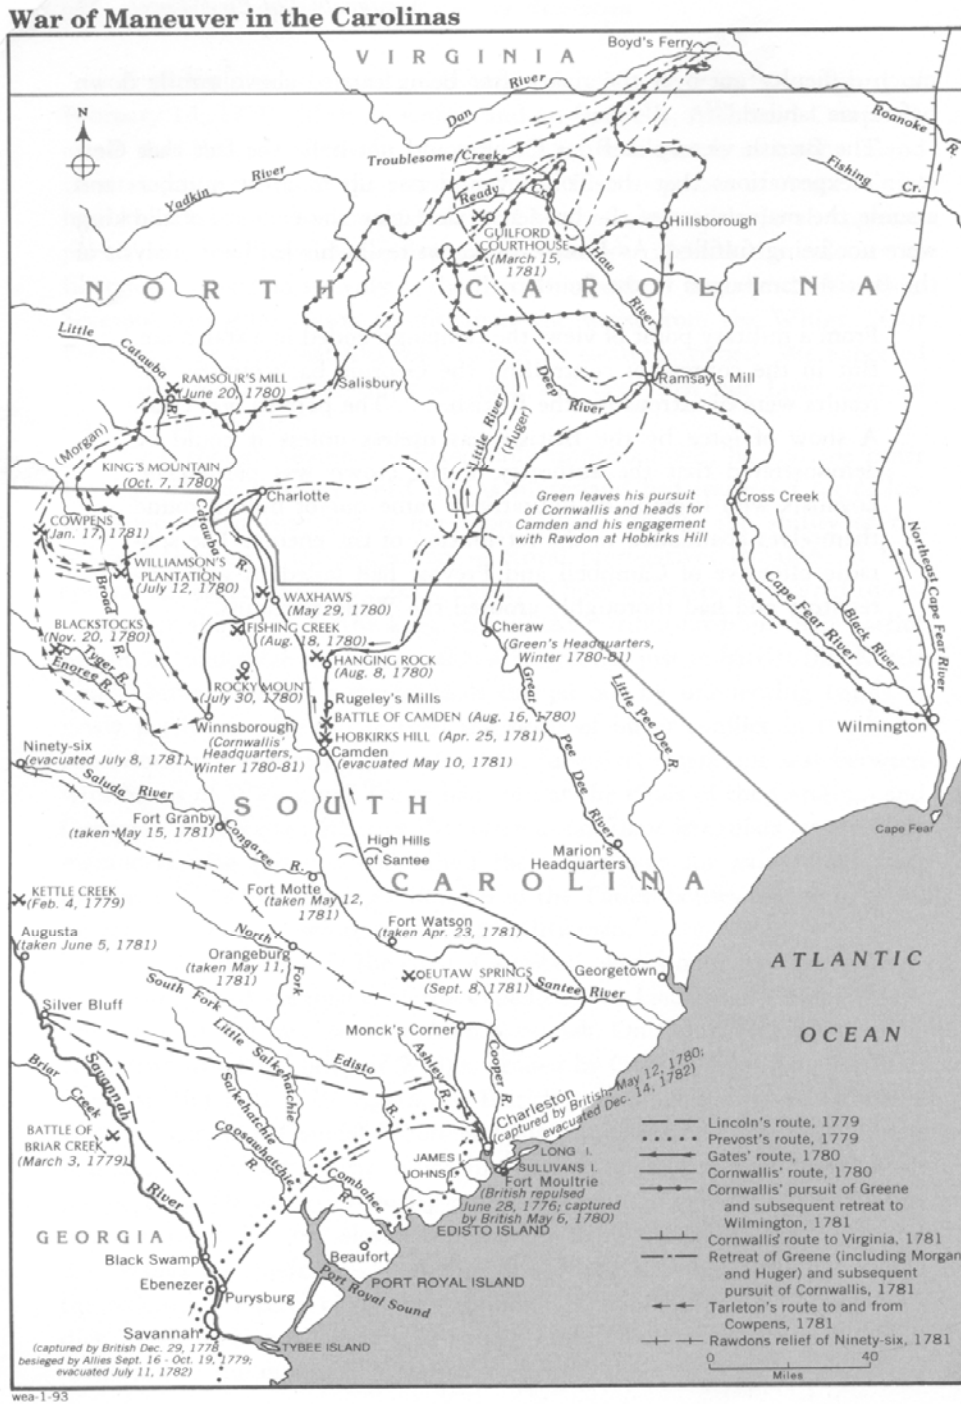 War of Maneuver in the Carolinas
VIRGINIA
Boyd's Ferry
Dan River
Roanoke R.
N
Troublesome Creek
Fishing Cr.
Yadkin River
Ready Cr.
Hillsborough
GUILFORD
COURTHOUSE
(March 15,
1781)
Haw River
NORTH CAROLINA
Little Catawba R.
RAMSOUR'S MILL
(June 20, 1780)
Salisbury
Deep River
Ramsay's Mill
(Morgan)
Little River
(Huger)
KING'S MOUNTAIN
(Oct. 7, 1780)
Charlotte
Green leaves his pursuit
of Cornwallis and heads for
Camden and his engagement
with Rawdon at Hobkirks Hill
Cross Creek
COWPENS
(Jan. 17, 1781)
Catawba R.
Northeast Cape Fear River
WILLIAMSON'S
PLANTATION
(July 12, 1780)
Broad R.
WAXHAWS
(May 29, 1780)
Cape Fear River
Black River
BLACKSTOCKS
(Nov. 20, 1780)
FISHING CREEK
(Aug. 18, 1780)
Cheraw
(Green's Headquarters,
Winter 1780-81)
Tyger R.
Enoree R.
HANGING ROCK
(Aug. 8, 1780)
ROCKY MOUNT
(July 30, 1780)
Rugeley's Mills
Great Pee Dee River
Little Pee Dee R.
BATTLE OF CAMDEN (Aug. 16, 1780)
Winnsborough
(Cornwallis'
Headquarters,
Winter 1780-81)
HOBKIRKS HILL (Apr. 25, 1781)
Wilmington
Ninety-six
(evacuated July 8, 1781)
Camden
(evacuated May 10, 1781)
Saluda River
SOUTH
Fort Granby
(taken May 15, 1781)
Congaree R.
Cape Fear
High Hills
of Santee
Marion's
Headquarters
CAROLINA
KETTLE CREEK
(Feb. 4, 1779)
Fort Motte
(taken May 12,
1781)
Fort Watson
(taken Apr. 23, 1781)
Augusta
(taken June 5, 1781)
North Fork
Orangeburg
(taken May 11,
1781)
ATLANTIC
OCEAN
EUTAW SPRINGS
(Sept. 8, 1781)
Georgetown
Santee River
South Fork
Silver Bluff
Monck's Corner
Little Salkehatchie
Edisto R.
Ashley R.
Cooper R.
Briar Creek
Savannah River
Salkehatchie
Charleston
(captured by British, May 12, 1780;
evacuated Dec. 14, 1782)
BATTLE OF
BRIAR CREEK
(March 3, 1779)
Coosawhatchie R.
Combahee R.
JAMES I.
JOHNS I.
LONG I.
SULLIVANS I.
Fort Moultrie
(British repulsed
June 28, 1776; captured
by British May 6, 1780)
EDISTO ISLAND
GEORGIA
Black Swamp
Beaufort
Ebenezer
Purysburg
PORT ROYAL ISLAND
Port Royal Sound
Savannah
(captured by British Dec. 29, 1778
besieged by Allies Sept. 16 - Oct. 19, 1779;
evacuated July 11, 1782)
TYBEE ISLAND
Lincoln's route, 1779
Prevost's route, 1779
Gates' route, 1780
Cornwallis' route, 1780
Cornwallis' pursuit of Greene
and subsequent retreat to
Wilmington, 1781
Cornwallis' route to Virginia, 1781
Retreat of Greene (including Morgan
and Huger) and subsequent
pursuit of Cornwallis, 1781
Tarleton's route to and from
Cowpens, 1781
Rawdons relief of Ninety-six, 1781
0 40
Miles
wea-1-93